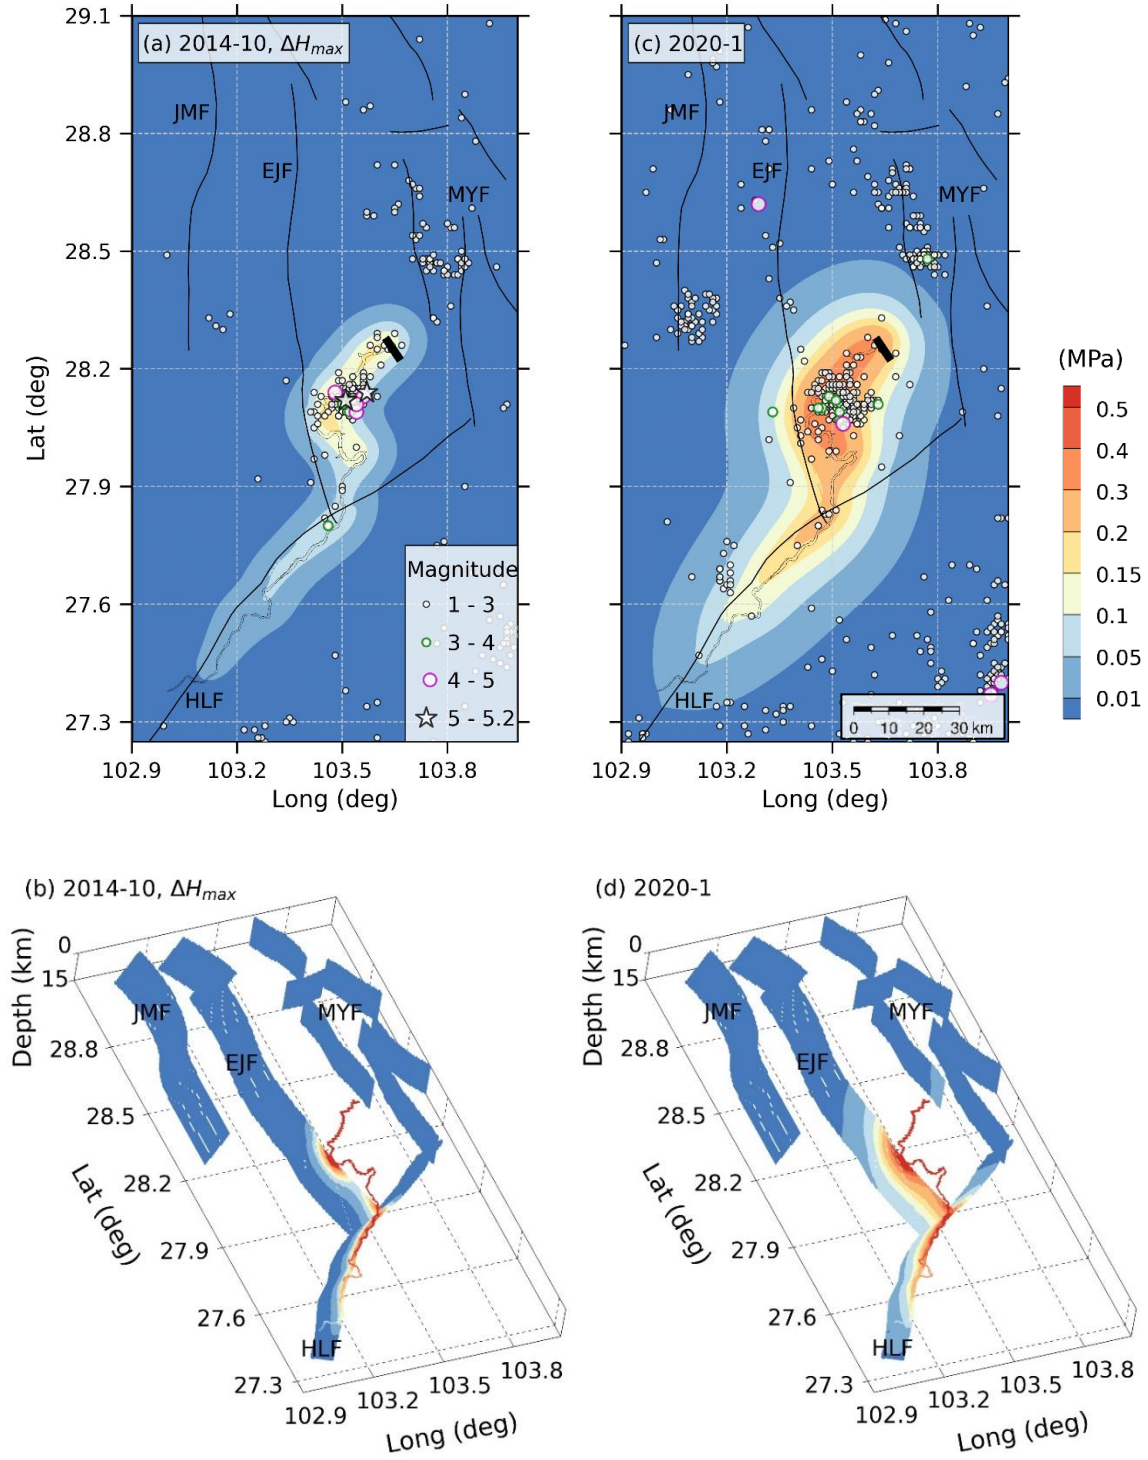 (a) 2014-10, ΔHmax
(c) 2020-1
29.1
28.8
28.5
28.2
27.9
27.6
27.3
Lat (deg)
JMF
EJF
MYF
HLF
Magnitude
1 - 3
3 - 4
4 - 5
5 - 5.2
102.9
103.2
103.5
103.8
Long (deg)
JMF
EJF
MYF
HLF
0 10 20 30 km
102.9
103.2
103.5
103.8
Long (deg)
(MPa)
0.5
0.4
0.3
0.2
0.15
0.1
0.05
0.01
(b) 2014-10, ΔHmax
0
15
Depth (km)
JMF
EJF
MYF
HLF
28.8
28.5
28.2
27.9
27.6
27.3
Lat (deg)
102.9
103.2
103.5
103.8
Long (deg)
(d) 2020-1
0
15
Depth (km)
JMF
EJF
MYF
HLF
28.8
28.5
28.2
27.9
27.6
27.3
Lat (deg)
102.9
103.2
103.5
103.8
Long (deg)